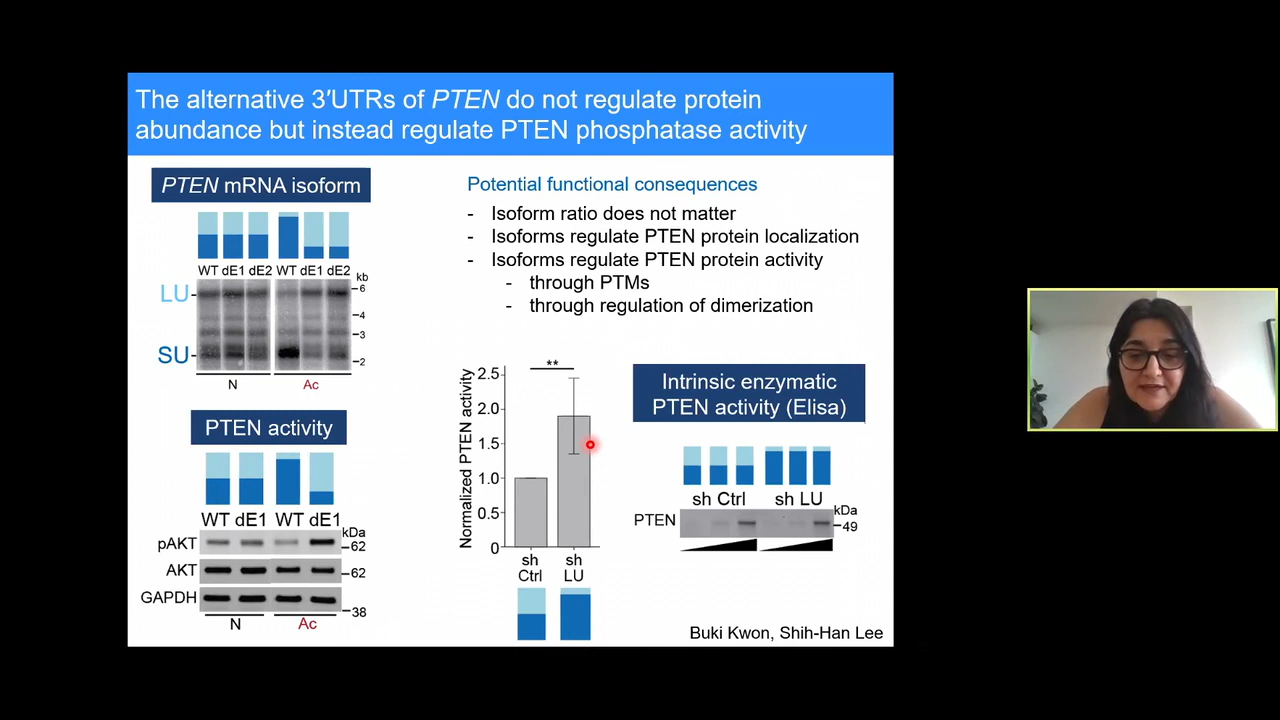 The alternative 3′UTRs of PTEN do not regulate protein
abundance but instead regulate PTEN phosphatase activity
PTEN mRNA isoform
WT dE1 dE2 WT dE1 dE2
kb
LU
6
4
3
SU
2
N
Ac
PTEN activity
WT dE1 WT dE1
kDa
pAKT
62
AKT
62
GAPDH
38
N
Ac
Potential functional consequences
- Isoform ratio does not matter
- Isoforms regulate PTEN protein localization
- Isoforms regulate PTEN protein activity
- through PTMs
- through regulation of dimerization
Normalized PTEN activity
2.5
2.0
1.5
1.0
0.5
0
**
sh
Ctrl
sh
LU
Intrinsic enzymatic
PTEN activity (Elisa)
sh Ctrl
sh LU
kDa
PTEN
49
Buki Kwon, Shih-Han Lee